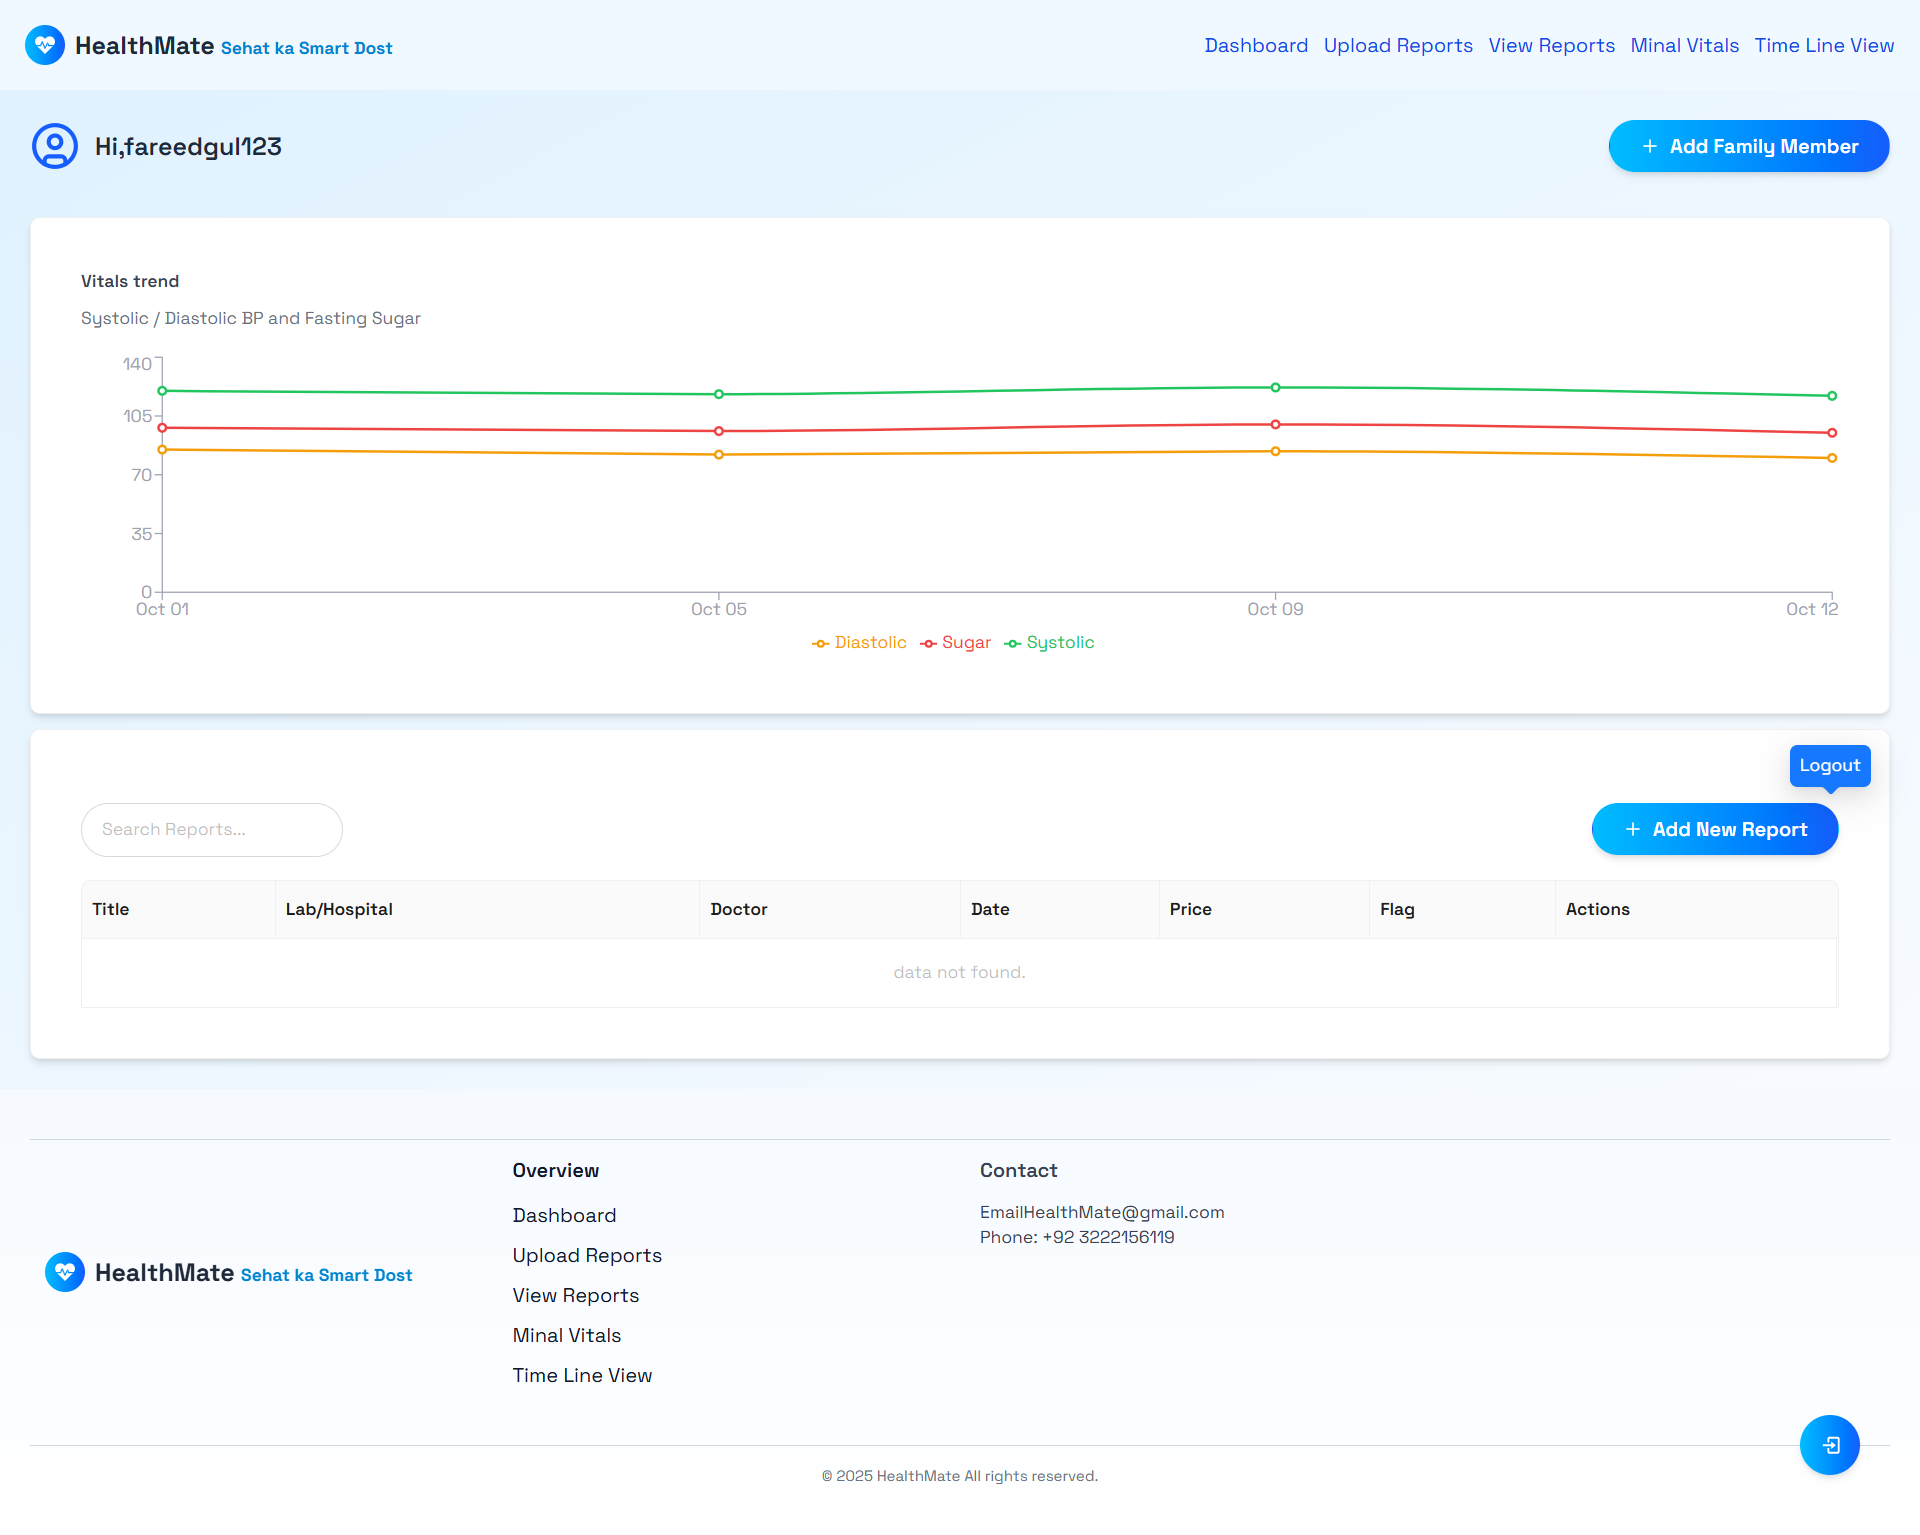 HealthMate Sehat ka Smart Dost
Dashboard Upload Reports View Reports Minal Vitals Time Line View
Hi,fareedgul123
+ Add Family Member
Vitals trend
Systolic / Diastolic BP and Fasting Sugar
140
105
70
35
0
Oct 01 Oct 05 Oct 09 Oct 12
Diastolic Sugar Systolic
Logout
Search Reports...
+ Add New Report
Title Lab/Hospital Doctor Date Price Flag Actions
data not found.
HealthMate Sehat ka Smart Dost
Overview
Dashboard
Upload Reports
View Reports
Minal Vitals
Time Line View
Contact
EmailHealthMate@gmail.com
Phone: +92 3222156119
© 2025 HealthMate All rights reserved.